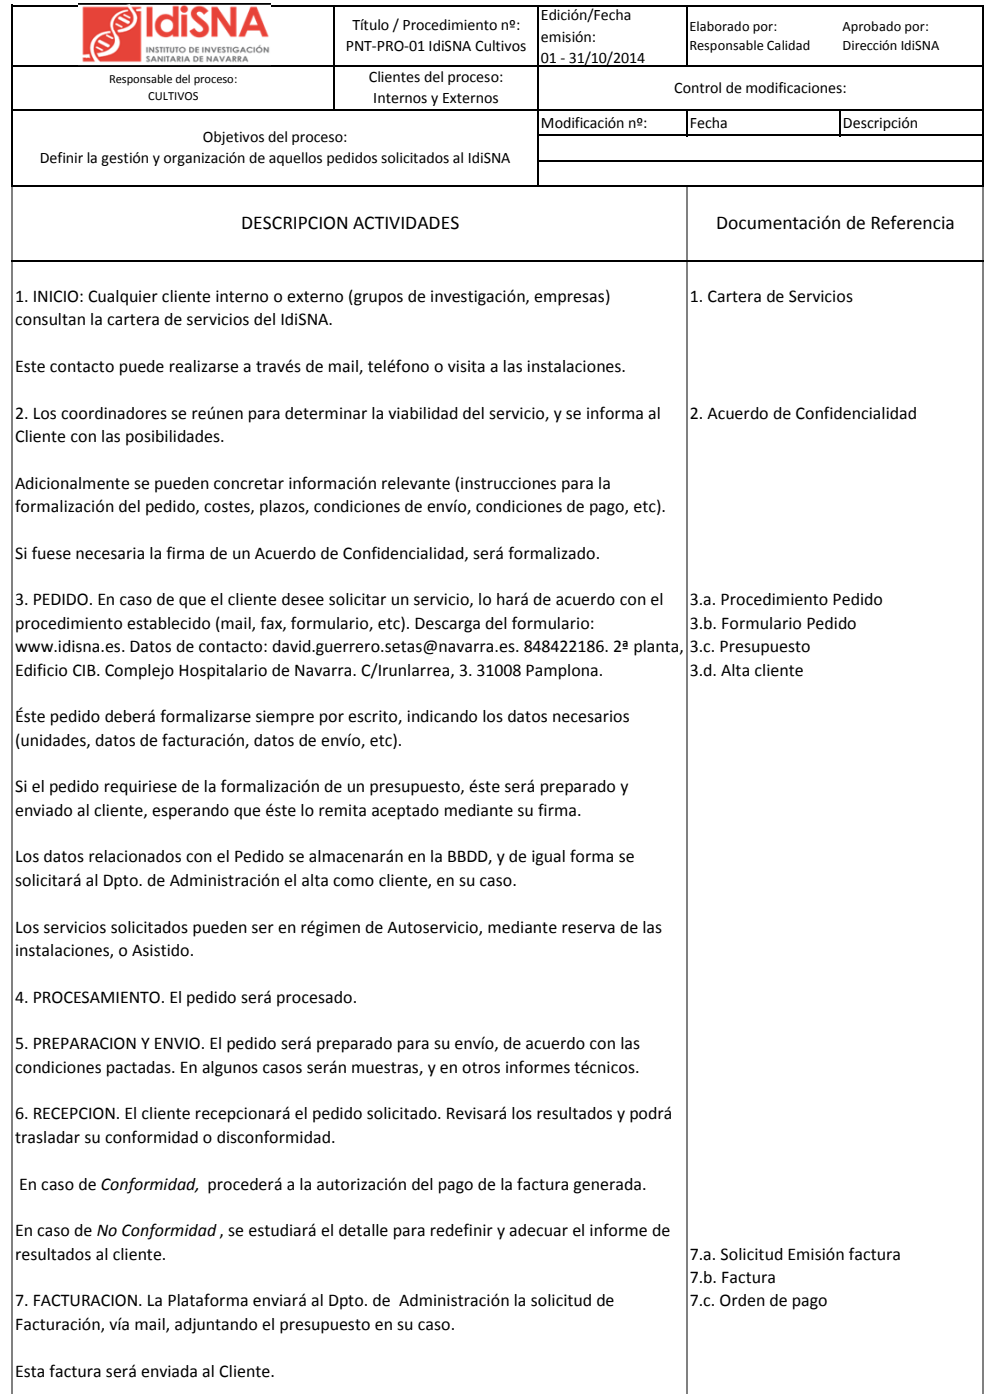 IdiSNA
INSTITUTO DE INVESTIGACIÓN
SANITARIA DE NAVARRA
Título / Procedimiento nº:
PNT-PRO-01 IdiSNA Cultivos
Edición/Fecha
emisión:
01 - 31/10/2014
Elaborado por:
Responsable Calidad
Aprobado por:
Dirección IdiSNA
Responsable del proceso:
CULTIVOS
Clientes del proceso:
Internos y Externos
Control de modificaciones:
Objetivos del proceso:
Definir la gestión y organización de aquellos pedidos solicitados al IdiSNA
Modificación nº:
Fecha
Descripción
DESCRIPCION ACTIVIDADES
Documentación de Referencia
1. INICIO: Cualquier cliente interno o externo (grupos de investigación, empresas)
consultan la cartera de servicios del IdiSNA.
1. Cartera de Servicios
Este contacto puede realizarse a través de mail, teléfono o visita a las instalaciones.
2. Los coordinadores se reúnen para determinar la viabilidad del servicio, y se informa al
Cliente con las posibilidades.
2. Acuerdo de Confidencialidad
Adicionalmente se pueden concretar información relevante (instrucciones para la
formalización del pedido, costes, plazos, condiciones de envío, condiciones de pago, etc).
Si fuese necesaria la firma de un Acuerdo de Confidencialidad, será formalizado.
3. PEDIDO. En caso de que el cliente desee solicitar un servicio, lo hará de acuerdo con el
procedimiento establecido (mail, fax, formulario, etc). Descarga del formulario:
www.idisna.es. Datos de contacto: david.guerrero.setas@navarra.es. 848422186. 2ª planta,
Edificio CIB. Complejo Hospitalario de Navarra. C/Irunlarrea, 3. 31008 Pamplona.
3.a. Procedimiento Pedido
3.b. Formulario Pedido
3.c. Presupuesto
3.d. Alta cliente
Éste pedido deberá formalizarse siempre por escrito, indicando los datos necesarios
(unidades, datos de facturación, datos de envío, etc).
Si el pedido requiriese de la formalización de un presupuesto, éste será preparado y
enviado al cliente, esperando que éste lo remita aceptado mediante su firma.
Los datos relacionados con el Pedido se almacenarán en la BBDD, y de igual forma se
solicitará al Dpto. de Administración el alta como cliente, en su caso.
Los servicios solicitados pueden ser en régimen de Autoservicio, mediante reserva de las
instalaciones, o Asistido.
4. PROCESAMIENTO. El pedido será procesado.
5. PREPARACION Y ENVIO. El pedido será preparado para su envío, de acuerdo con las
condiciones pactadas. En algunos casos serán muestras, y en otros informes técnicos.
6. RECEPCION. El cliente recepcionará el pedido solicitado. Revisará los resultados y podrá
trasladar su conformidad o disconformidad.
En caso de Conformidad, procederá a la autorización del pago de la factura generada.
En caso de No Conformidad , se estudiará el detalle para redefinir y adecuar el informe de
resultados al cliente.
7. FACTURACION. La Plataforma enviará al Dpto. de Administración la solicitud de
Facturación, vía mail, adjuntando el presupuesto en su caso.
7.a. Solicitud Emisión factura
7.b. Factura
7.c. Orden de pago
Esta factura será enviada al Cliente.